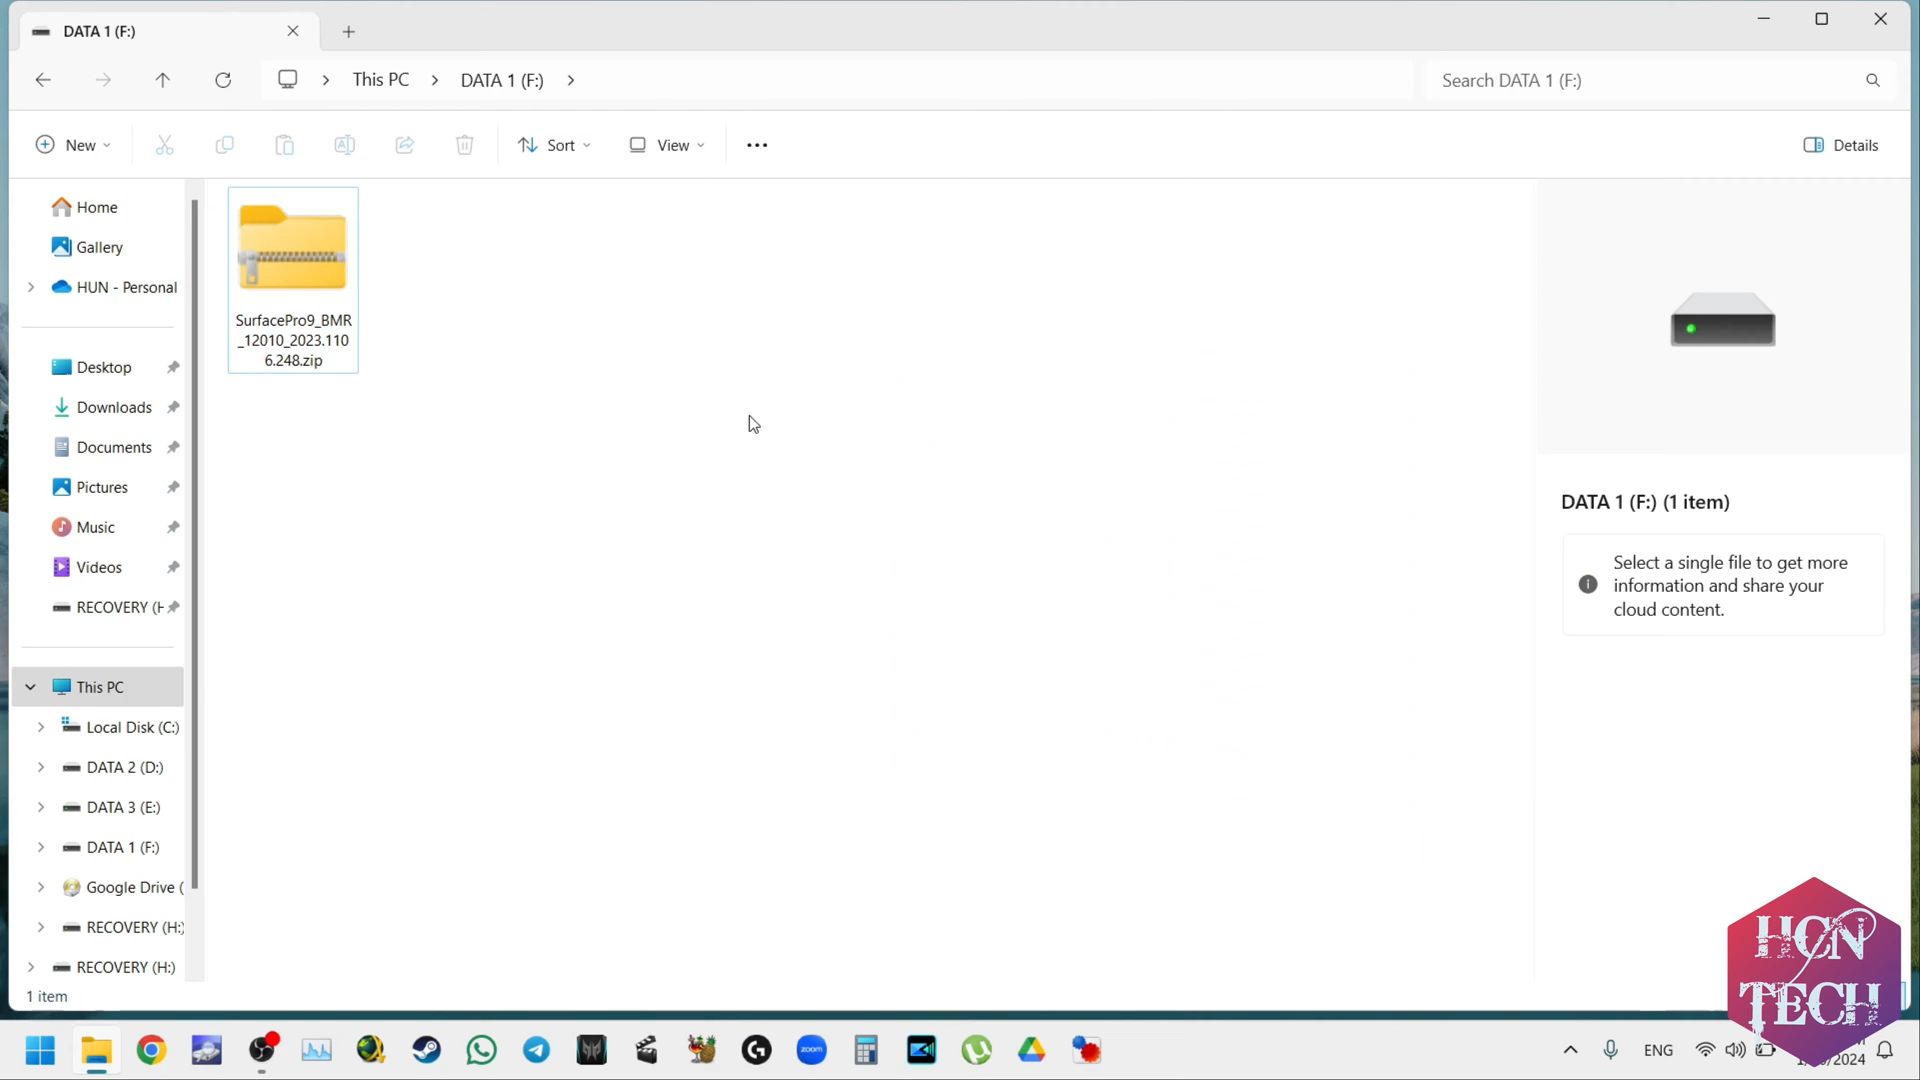 DATA 1 (F:)
This PC
DATA 1 (F:)
Search DATA 1 (F:)
New
Sort
View
Details
Home
Gallery
HUN - Personal
Desktop
Downloads
Documents
Pictures
Music
Videos
RECOVERY (H
This PC
Local Disk (C:)
DATA 2 (D:)
DATA 3 (E:)
DATA 1 (F:)
Google Drive (
RECOVERY (H:)
RECOVERY (H:)
SurfacePro9_BMR
_12010_2023.110
6.248.zip
DATA 1 (F:) (1 item)
Select a single file to get more
information and share your
cloud content.
1 item
HCN
TECH
zoom
ENG